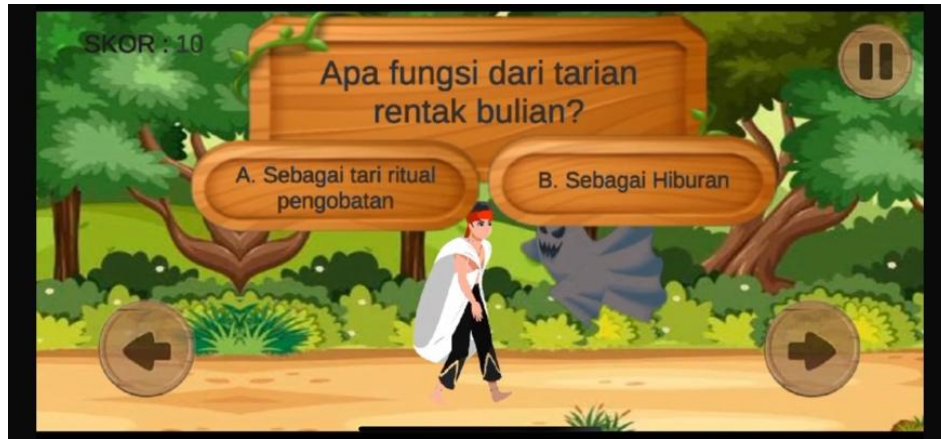 SKOR : 10
Apa fungsi dari tarian
rentak bulian?
A. Sebagai tari ritual
pengobatan
B. Sebagai Hiburan